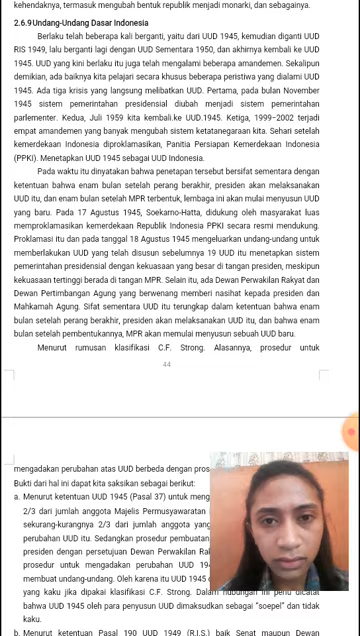 kehendaknya, termasuk mengubah bentuk republik menjadi monarki, dan sebagainya.
2.6.9 Undang-Undang Dasar Indonesia
Berlaku telah beberapa kali berganti, yaitu dari UUD 1945, kemudian diganti UUD
RIS 1949, lalu berganti lagi dengan UUD Sementara 1950, dan akhirnya kembali ke UUD
1945. UUD yang kini berlaku itu juga telah mengalami beberapa amandemen. Sekalipun
demikian, ada baiknya kita pelajari secara khusus beberapa peristiwa yang dialami UUD
1945. Ada tiga krisis yang langsung melibatkan UUD. Pertama, pada bulan November
1945 sistem pemerintahan presidensial diubah menjadi sistem pemerintahan
parlementer. Kedua, Juli 1959 kita kembali.ke UUD.1945. Ketiga, 1999–2002 terjadi
empat amandemen yang banyak mengubah sistem ketatanegaraan kita. Sehari setelah
kemerdekaan Indonesia diproklamasikan, Panitia Persiapan Kemerdekaan Indonesia
(PPKI). Menetapkan UUD 1945 sebagai UUD Indonesia.
Pada waktu itu dinyatakan bahwa penetapan tersebut bersifat sementara dengan
ketentuan bahwa enam bulan setelah perang berakhir, presiden akan melaksanakan
UUD itu, dan enam bulan setelah MPR terbentuk, lembaga ini akan mulai menyusun UUD
yang baru. Pada 17 Agustus 1945, Soekarno-Hatta, didukung oleh masyarakat luas
memproklamasikan kemerdekaan Republik Indonesia PPKI secara resmi mendukung.
Proklamasi itu dan pada tanggal 18 Agustus 1945 mengeluarkan undang-undang untuk
memberlakukan UUD yang telah disusun sebelumnya 19 UUD itu menetapkan sistem
pemerintahan presidensial dengan kekuasaan yang besar di tangan presiden, meskipun
kekuasaan tertinggi berada di tangan MPR. Selain itu, ada Dewan Perwakilan Rakyat dan
Dewan Pertimbangan Agung yang berwenang memberi nasihat kepada presiden dan
Mahkamah Agung. Sifat sementara UUD itu terungkap dalam ketentuan bahwa enam
bulan setelah perang berakhir, presiden akan melaksanakan UUD itu, dan bahwa enam
bulan setelah pembentukannya, MPR akan memulai menyusun sebuah UUD baru.
Menurut rumusan klasifikasi C.F. Strong. Alasannya, prosedur untuk
44
mengadakan perubahan atas UUD berbeda dengan pros
Bukti dari hal ini dapat kita saksikan sebagai berikut:
a. Menurut ketentuan UUD 1945 (Pasal 37) untuk meng
2/3 dari jumlah anggota Majelis Permusyawaratan
sekurang-kurangnya 2/3 dari jumlah anggota yang
perubahan UUD itu. Sedangkan prosedur pembuatan
presiden dengan persetujuan Dewan Perwakilan Ral
prosedur untuk mengadakan perubahan UUD 194
membuat undang-undang. Oleh karena itu UUD 1945
yang kaku jika dipakai klasifikasi C.F. Strong. Dalam hubungan ini perlu dicatat
bahwa UUD 1945 oleh para penyusun UUD dimaksudkan sebagai “soepel” dan tidak
kaku.
b. Menurut ketentuan Pasal 190 UUD 1949 (R.I.S.) baik Senat maupun Dewan